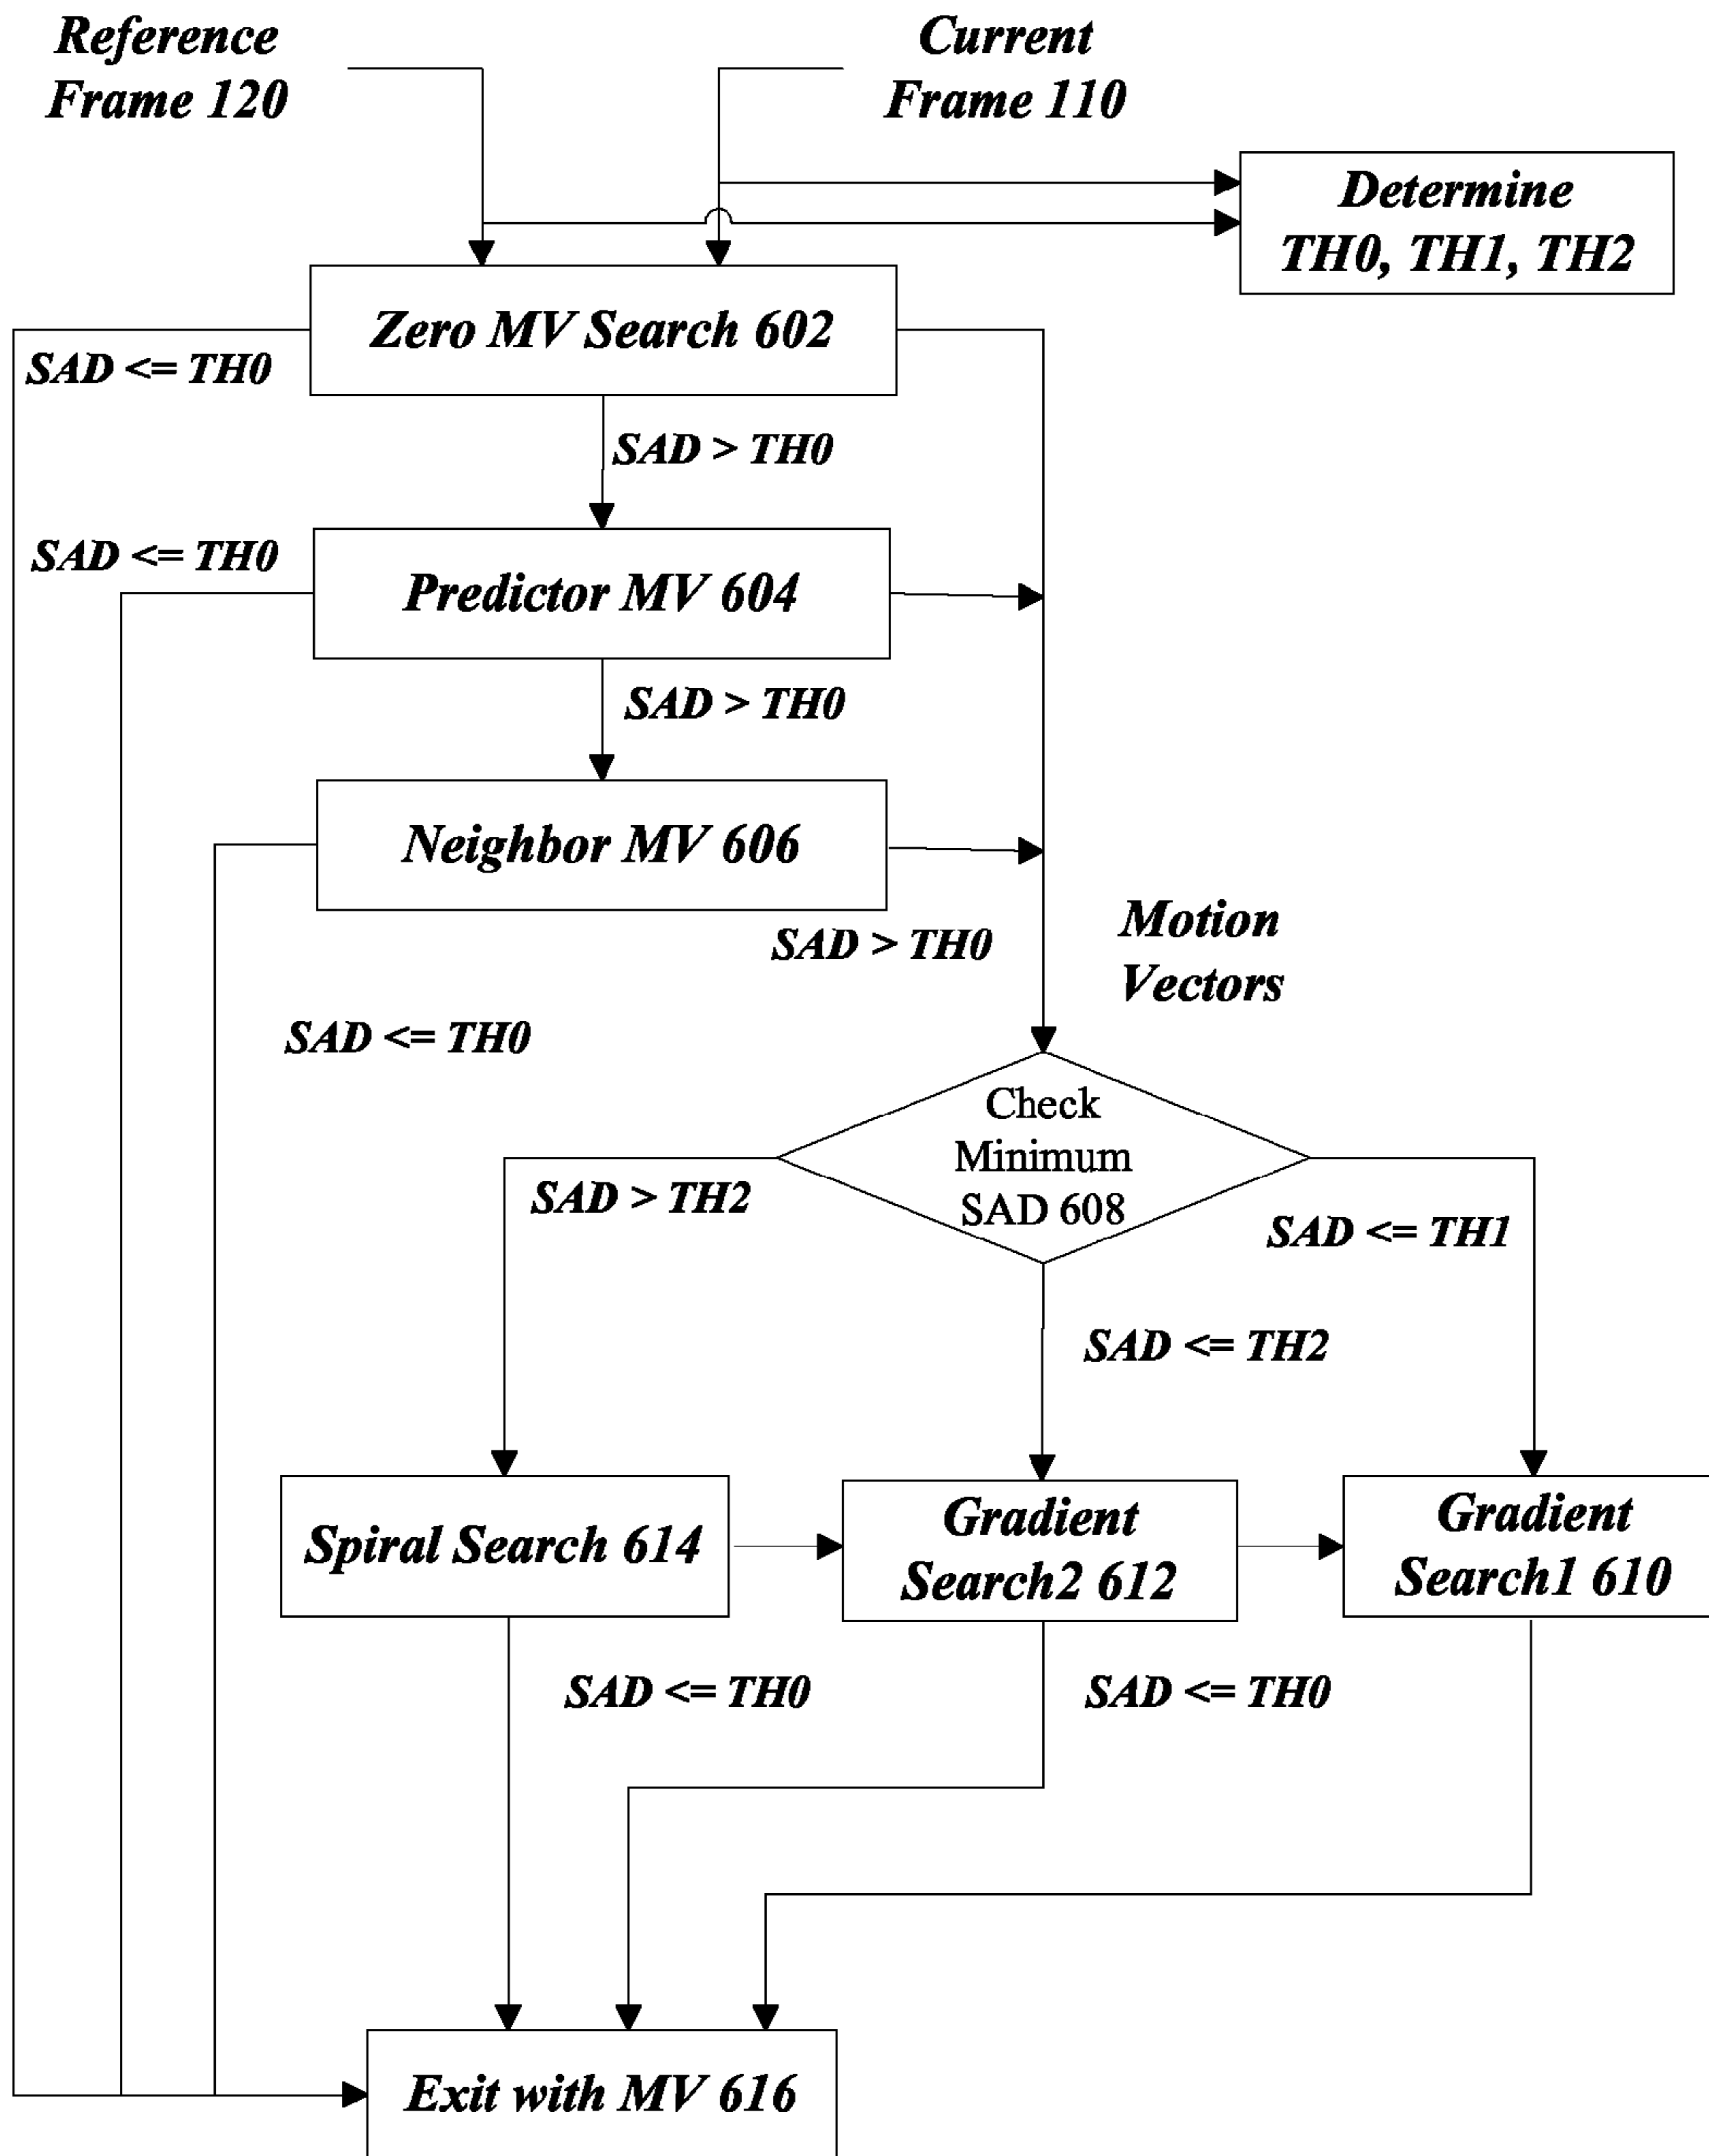 Reference
Frame 120
Current
Frame 110
Determine
TH0, TH1, TH2
Zero MV Search 602
SAD <= TH0
SAD > TH0
SAD <= TH0
Predictor MV 604
SAD > TH0
Neighbor MV 606
SAD > TH0
Motion
Vectors
SAD <= TH0
Check
Minimum
SAD 608
SAD > TH2
SAD <= TH1
SAD <= TH2
Spiral Search 614
Gradient
Search2 612
Gradient
Search1 610
SAD <= TH0
SAD <= TH0
Exit with MV 616